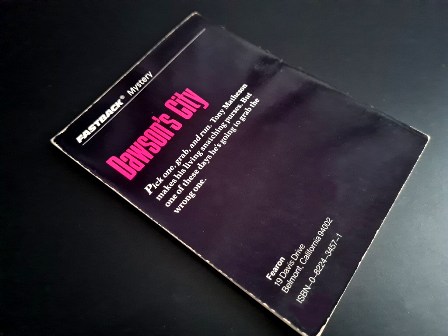 FASTBACK® Mystery
Dawson's City
Pick one, grab, and run. Tony Matheson
makes his living snatching purses. But
one of these days he's going to grab the
wrong one.
Fearon
19 Davis Drive
Belmont, California 94002
ISBN-0-8224-3457-1